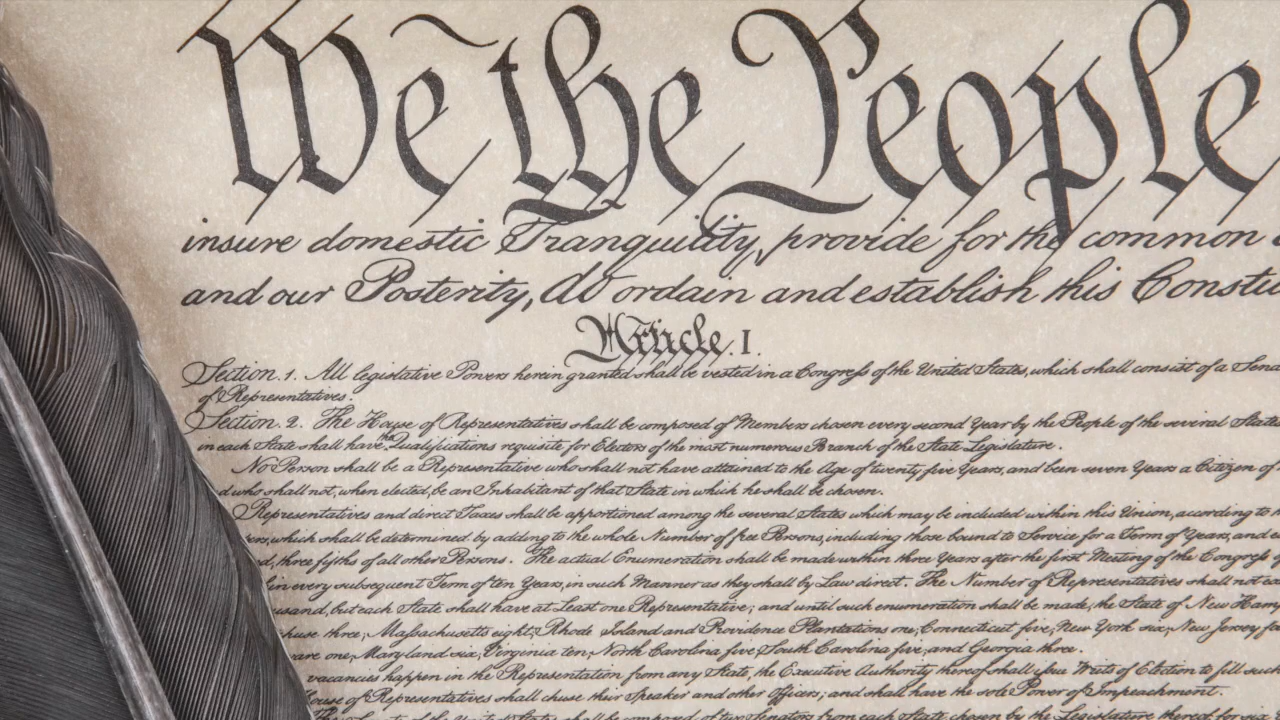 We the People
insure domestic Tranquility, provide for the common
and our Posterity, do ordain and establish this Constit
Article. I.
Section. 1. All legislative Powers herein granted shall be vested in a Congress of the United States, which shall consist of a Sena
of Representatives.
Section. 2. The House of Representatives shall be composed of Members chosen every second Year by the People of the several States
in each State shall have the Qualifications requisite for Electors of the most numerous Branch of the State Legislature.
No Person shall be a Representative who shall not have attained to the Age of twenty five Years, and been seven Years a Citizen of
d who shall not, when elected, be an Inhabitant of that State in which he shall be chosen.
Representatives and direct Taxes shall be apportioned among the several States which may be included within this Union, according to
ers, which shall be determined by adding to the whole Number of free Persons, including those bound to Service for a Term of Years, and e
d, three fifths of all other Persons. The actual Enumeration shall be made within three Years after the first Meeting of the Congress
in every subsequent Term of ten Years, in such Manner as they shall by Law direct. The Number of Representatives shall not ex
usand, but each State shall have at Least one Representative; and until such enumeration shall be made, the State of New Ham
huse three, Massachusetts eight, Rhode Island and Providence Plantations one, Connecticut five, New York six, New Jersey fo
are one, Maryland six, Virginia ten, North Carolina five, South Carolina five, and Georgia three.
vacancies happen in the Representation from any State, the Executive Authority thereof shall issue Writs of Election to fill such
ouse of Representatives shall chuse their Speaker and other Officers; and shall have the sole Power of Impeachment.